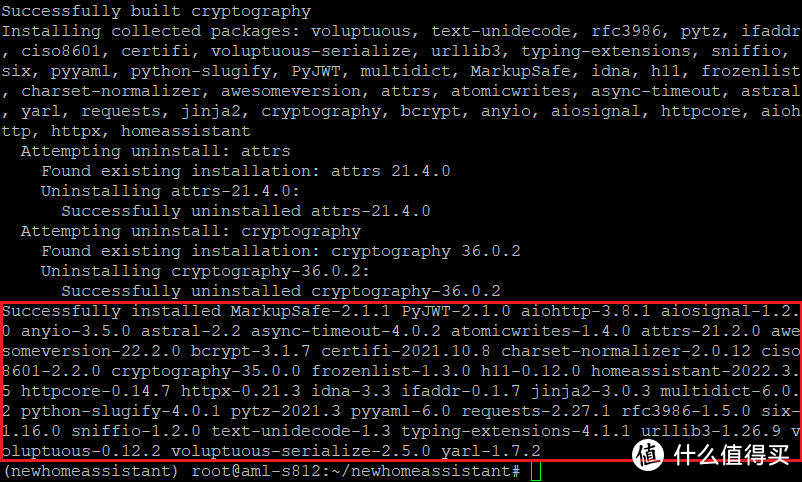 Successfully built cryptography
Installing collected packages: voluptuous, text-unidecode, rfc3986, pytz, ifaddr
, ciso8601, certifi, voluptuous-serialize, urllib3, typing-extensions, sniffio,
six, pyyaml, python-slugify, PyJWT, multidict, MarkupSafe, idna, h11, frozenlist
, charset-normalizer, awesomeversion, attrs, atomicwrites, async-timeout, astral
, yarl, requests, jinja2, cryptography, bcrypt, anyio, aiosignal, httpcore, aioh
ttp, httpx, homeassistant
  Attempting uninstall: attrs
    Found existing installation: attrs 21.4.0
    Uninstalling attrs-21.4.0:
      Successfully uninstalled attrs-21.4.0
  Attempting uninstall: cryptography
    Found existing installation: cryptography 36.0.2
    Uninstalling cryptography-36.0.2:
      Successfully uninstalled cryptography-36.0.2
Successfully installed MarkupSafe-2.1.1 PyJWT-2.1.0 aiohttp-3.8.1 aiosignal-1.2.
0 anyio-3.5.0 astral-2.2 async-timeout-4.0.2 atomicwrites-1.4.0 attrs-21.2.0 awe
someversion-22.2.0 bcrypt-3.1.7 certifi-2021.10.8 charset-normalizer-2.0.12 ciso
8601-2.2.0 cryptography-35.0.0 frozenlist-1.3.0 h11-0.12.0 homeassistant-2022.3.
5 httpcore-0.14.7 httpx-0.21.3 idna-3.3 ifaddr-0.1.7 jinja2-3.0.3 multidict-6.0.
2 python-slugify-4.0.1 pytz-2021.3 pyyaml-6.0 requests-2.27.1 rfc3986-1.5.0 six-
1.16.0 sniffio-1.2.0 text-unidecode-1.3 typing-extensions-4.1.1 urllib3-1.26.9 v
oluptuous-0.12.2 voluptuous-serialize-2.5.0 yarl-1.7.2
(newhomeassistant) root@aml-s812:~/newhomeassistant#
值 什么值得买